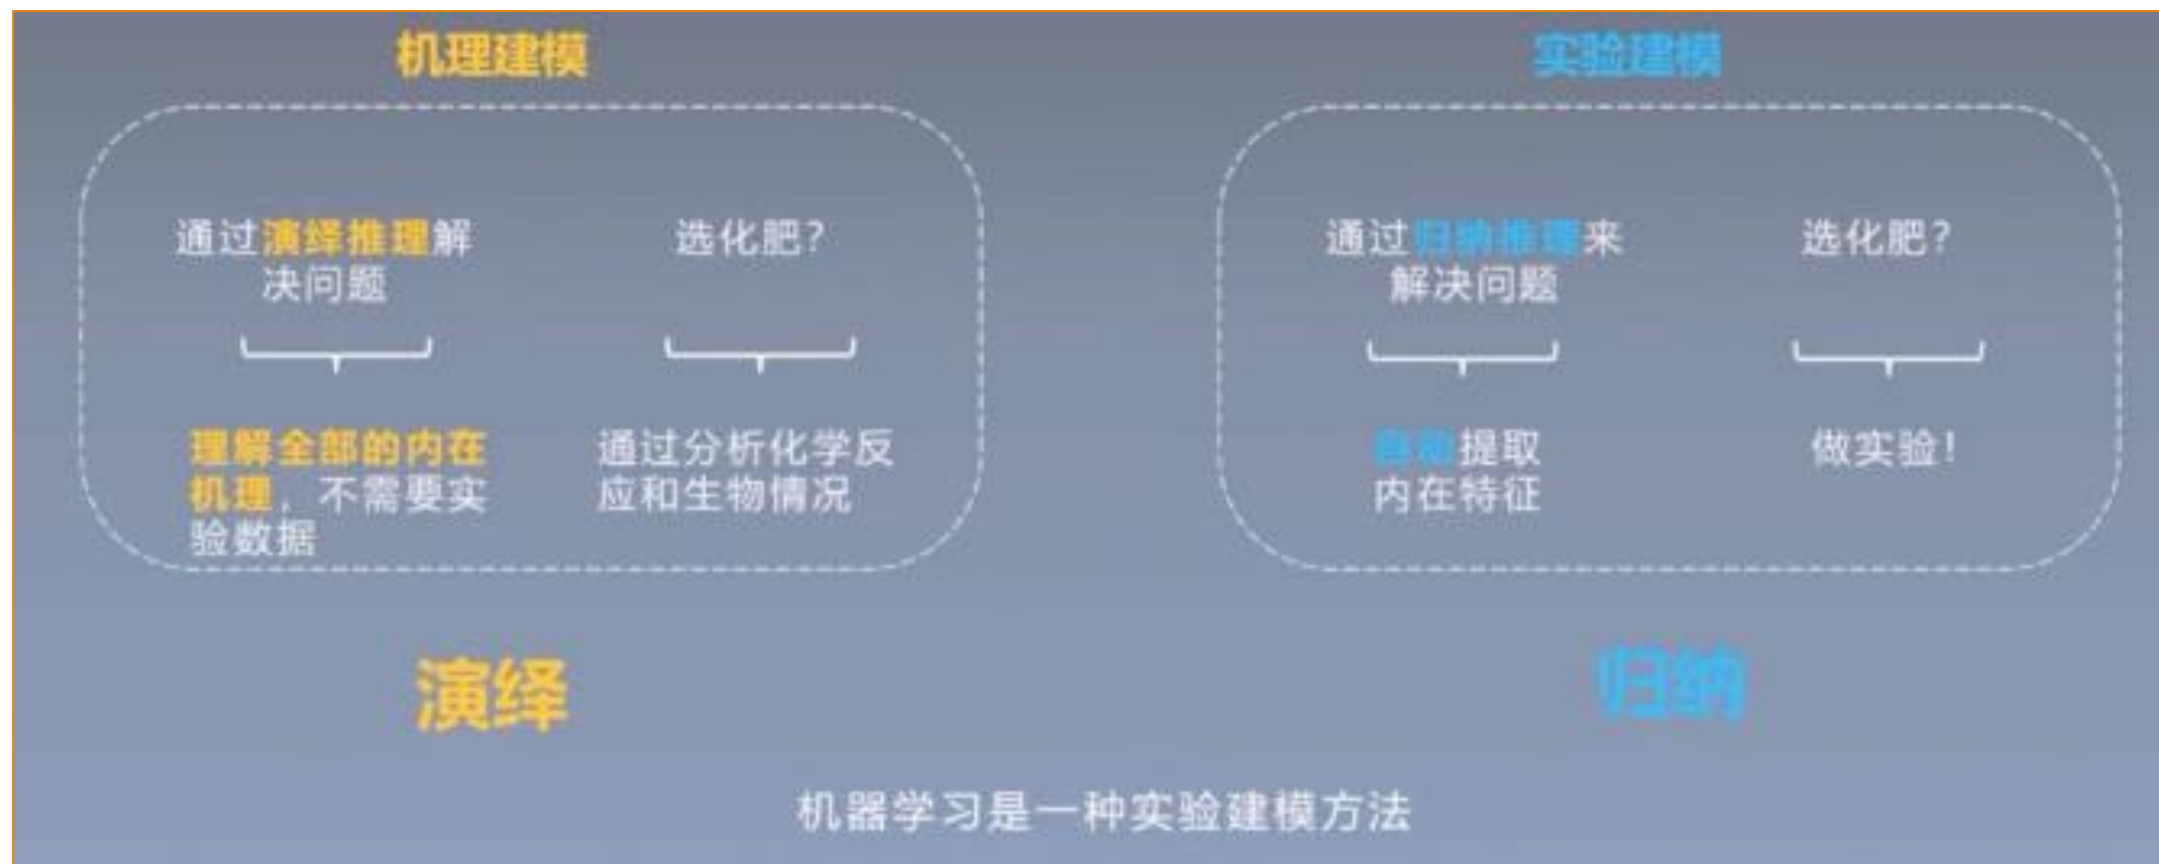 机理建模
通过演绎推理解
决问题
选化肥？
理解全部的内在
机理，不需要实
验数据
通过分析化学反
应和生物情况
演绎
实验建模
通过归纳推理来
解决问题
选化肥？
提取
内在特征
做实验！
归纳
机器学习是一种实验建模方法